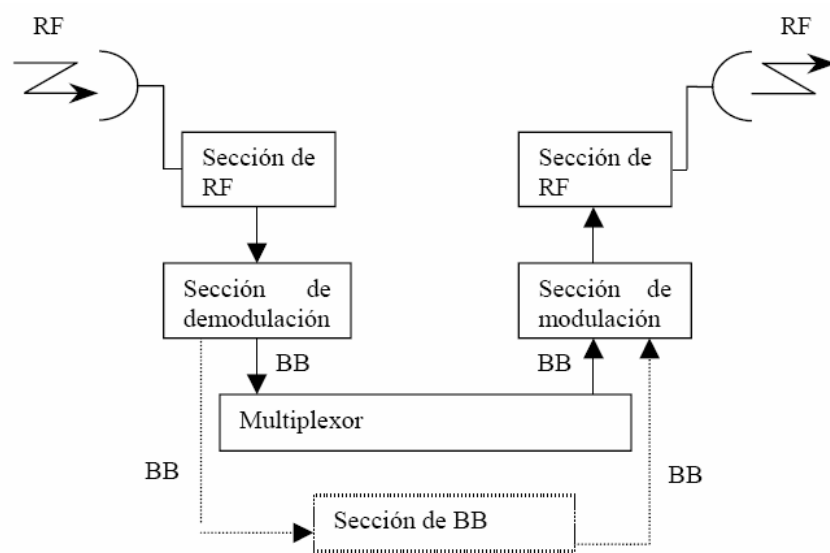 RF
RF
Sección de
RF
Sección de
RF
Sección de
demodulación
Sección de
modulación
BB
BB
Multiplexor
BB
BB
Sección de BB